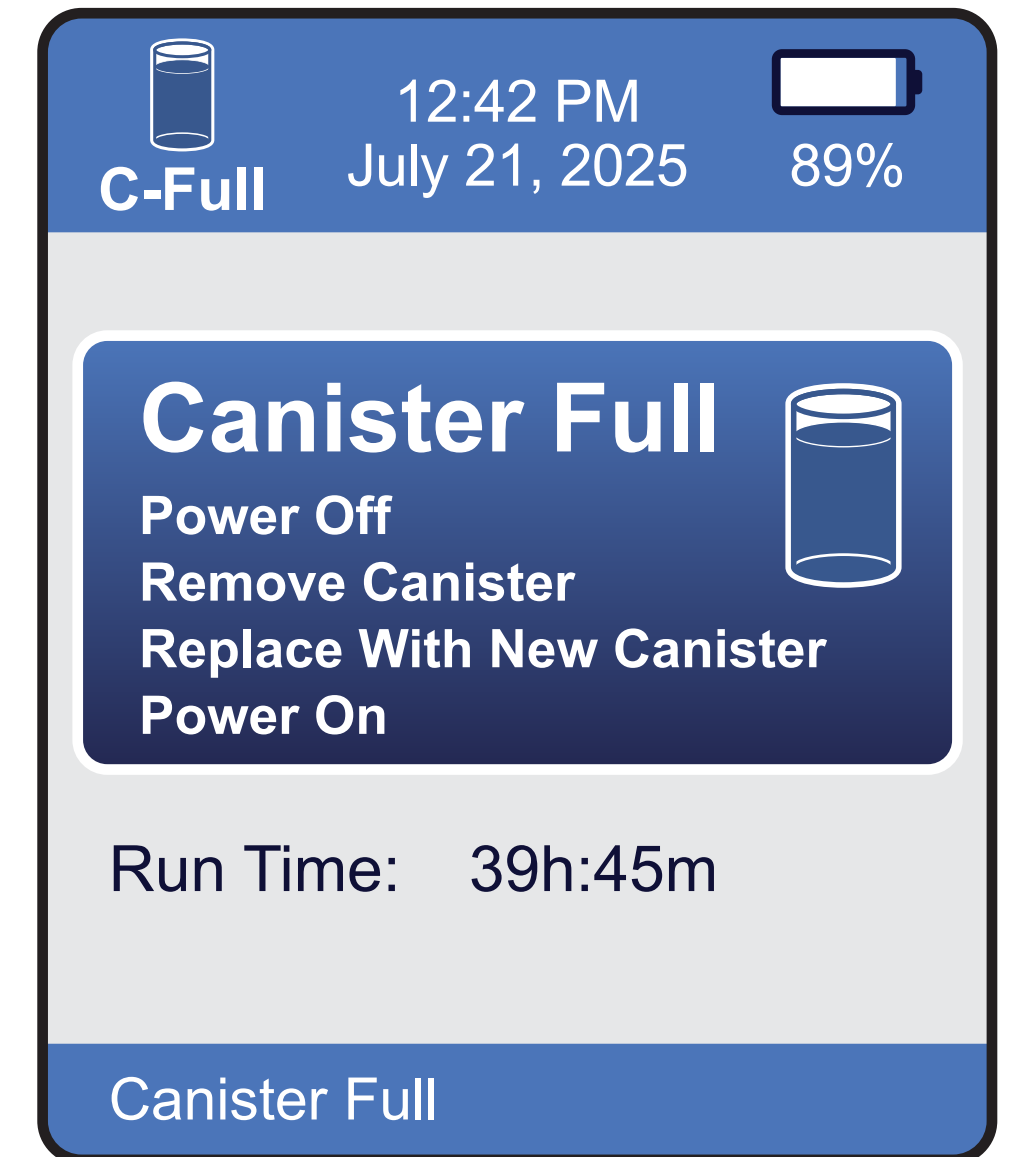 C-Full
12:42 PM
July 21, 2025
89%
Canister Full
Power Off
Remove Canister
Replace With New Canister
Power On
Run Time: 39h:45m
Canister Full